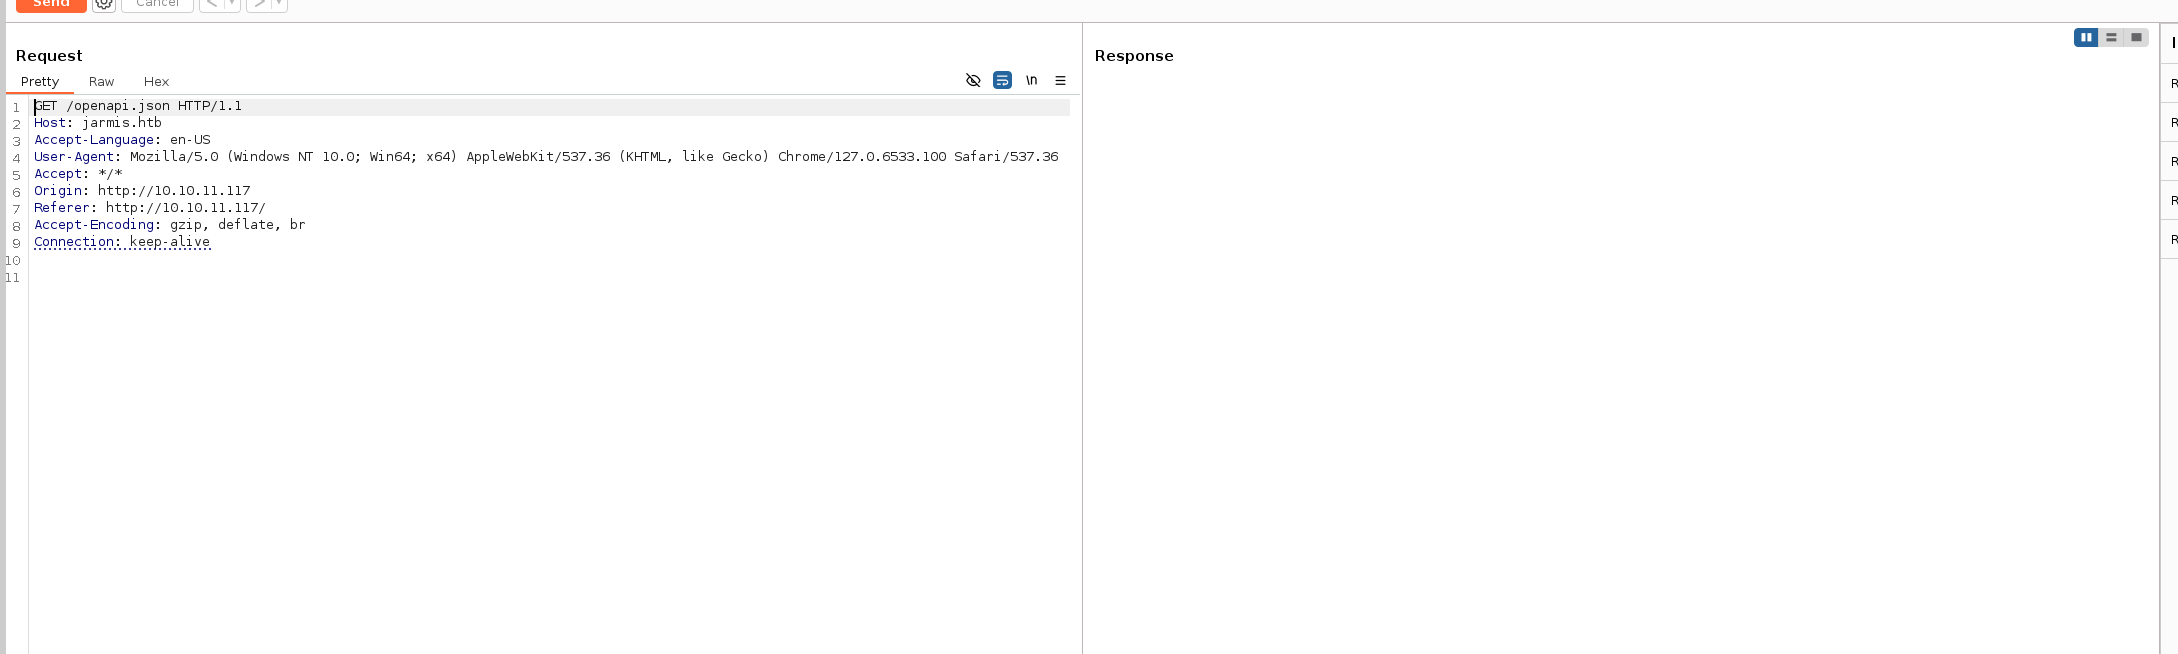 Send
Cancel
Request
Response
Pretty Raw Hex
\n
1 GET /openapi.json HTTP/1.1
2 Host: jarmis.htb
3 Accept-Language: en-US
4 User-Agent: Mozilla/5.0 (Windows NT 10.0; Win64; x64) AppleWebKit/537.36 (KHTML, like Gecko) Chrome/127.0.6533.100 Safari/537.36
5 Accept: */*
6 Origin: http://10.10.11.117
7 Referer: http://10.10.11.117/
8 Accept-Encoding: gzip, deflate, br
9 Connection: keep-alive
10
11
I
R
R
R
R
R